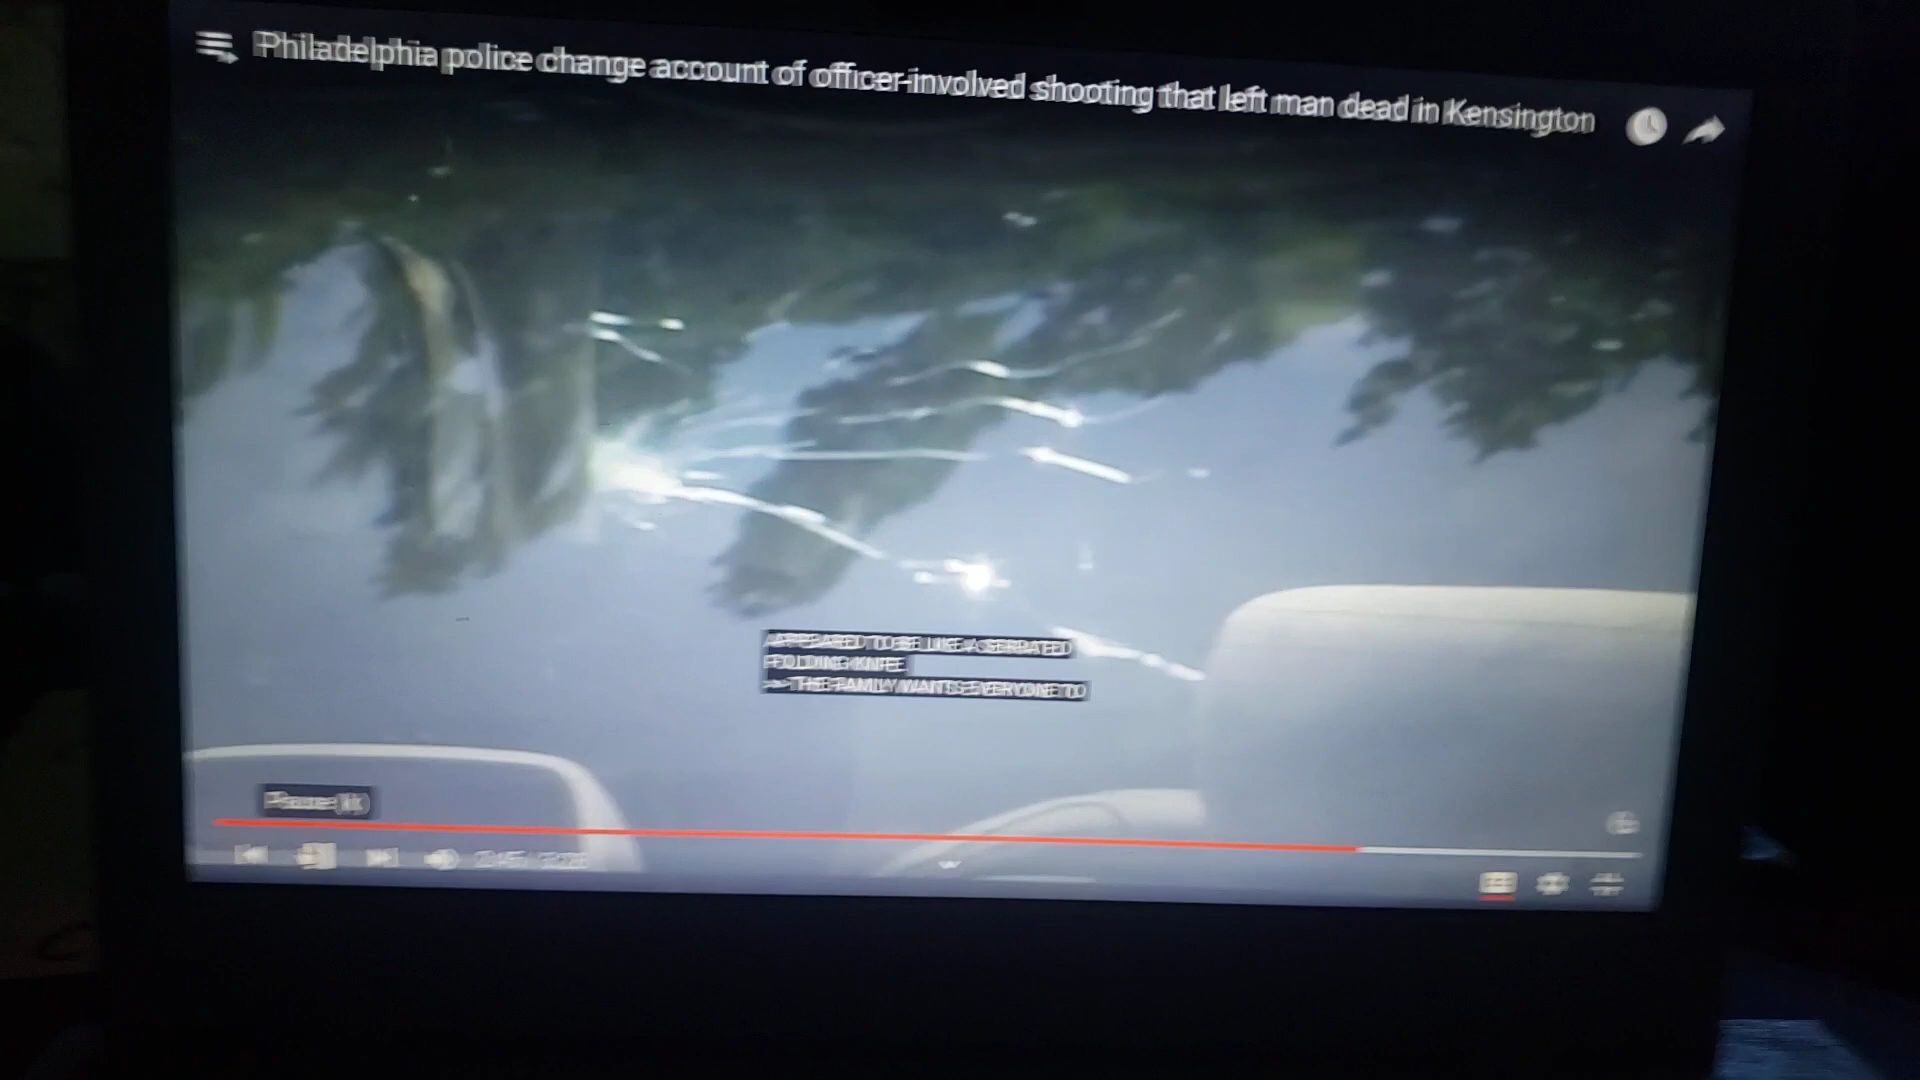 Philadelphia police change account of officer-involved shooting that left man dead in Kensington
APPEARED TO BE LIKE A SERRATED
FOLDING KNIFE.
>> THE FAMILY WANTS EVERYONE TO
Pause (k)